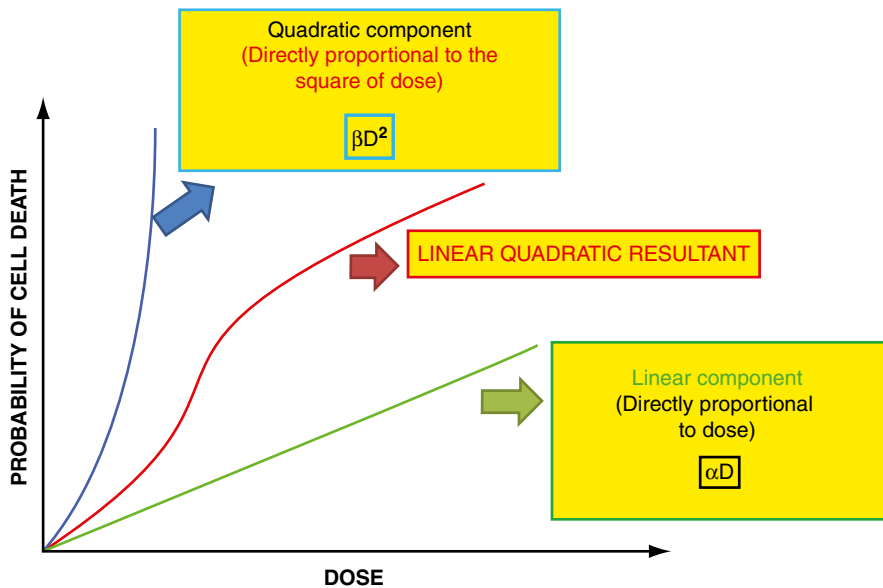 Quadratic component
(Directly proportional to the
square of dose)
βD²
LINEAR QUADRATIC RESULTANT
Linear component
(Directly proportional
to dose)
αD
PROBABILITY OF CELL DEATH
DOSE